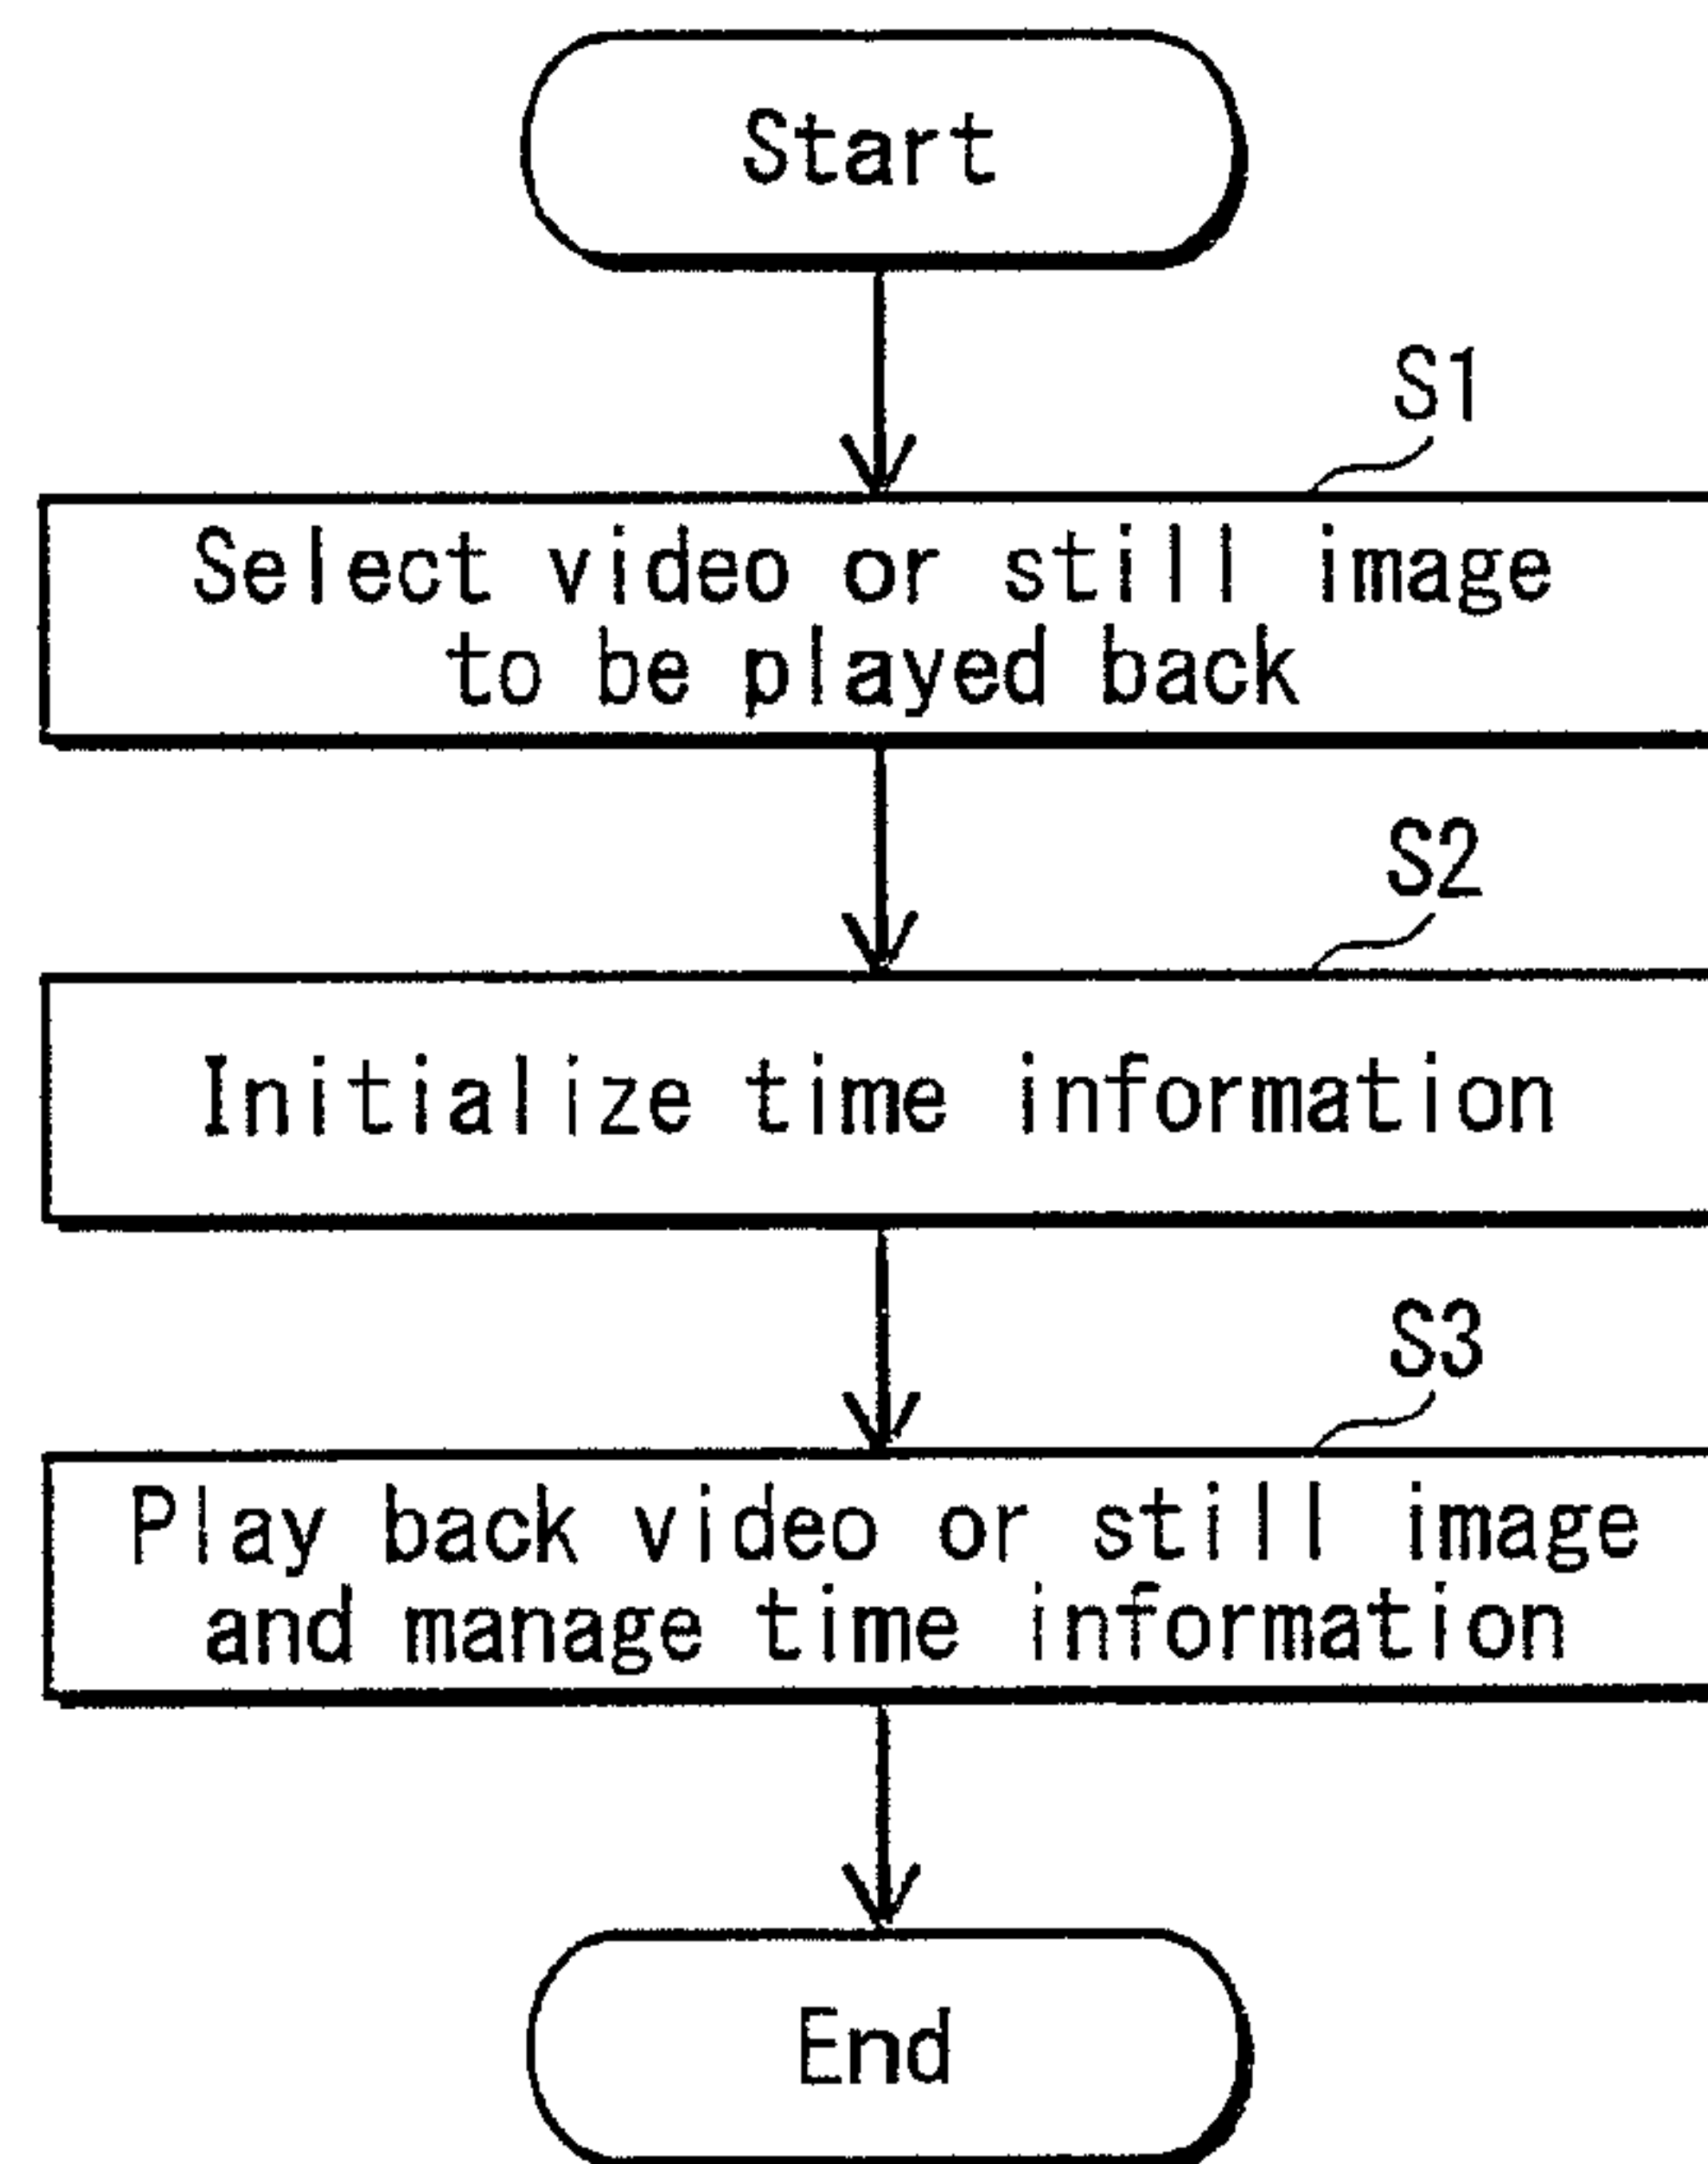 Start
S1
Select video or still image
to be played back
S2
Initialize time information
S3
Play back video or still image
and manage time information
End